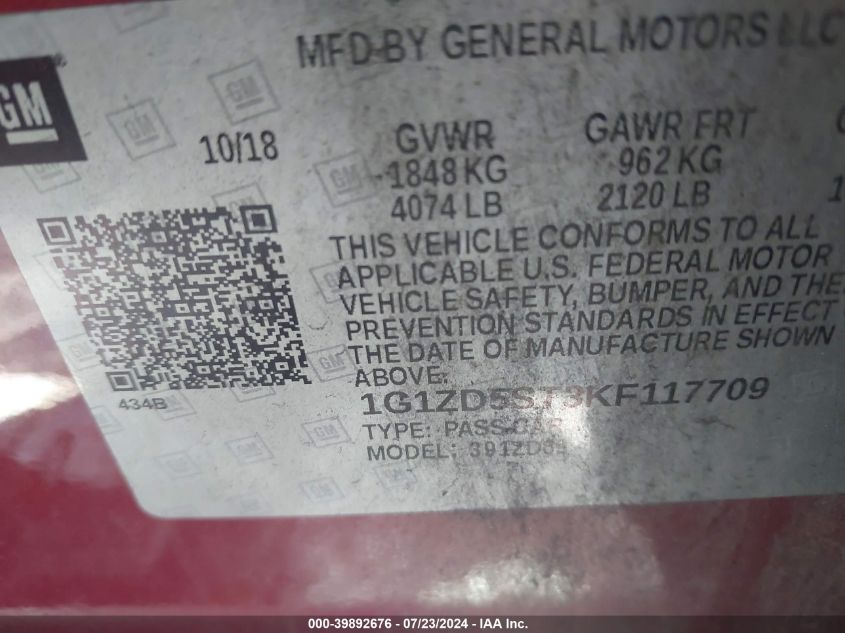 MFD BY GENERAL MOTORS LLC
GM
10/18
GVWR
GAWR FRT
1848 KG
962 KG
4074 LB
2120 LB
THIS VEHICLE CONFORMS TO ALL
APPLICABLE U.S. FEDERAL MOTOR
VEHICLE SAFETY, BUMPER, AND THE
PREVENTION STANDARDS IN EFFECT
THE DATE OF MANUFACTURE SHOWN
ABOVE.
434B
1G1ZD5ST3KF117709
TYPE: PASS CAR
MODEL:
000-39892676 / 07/23/2024 - IAA Inc.